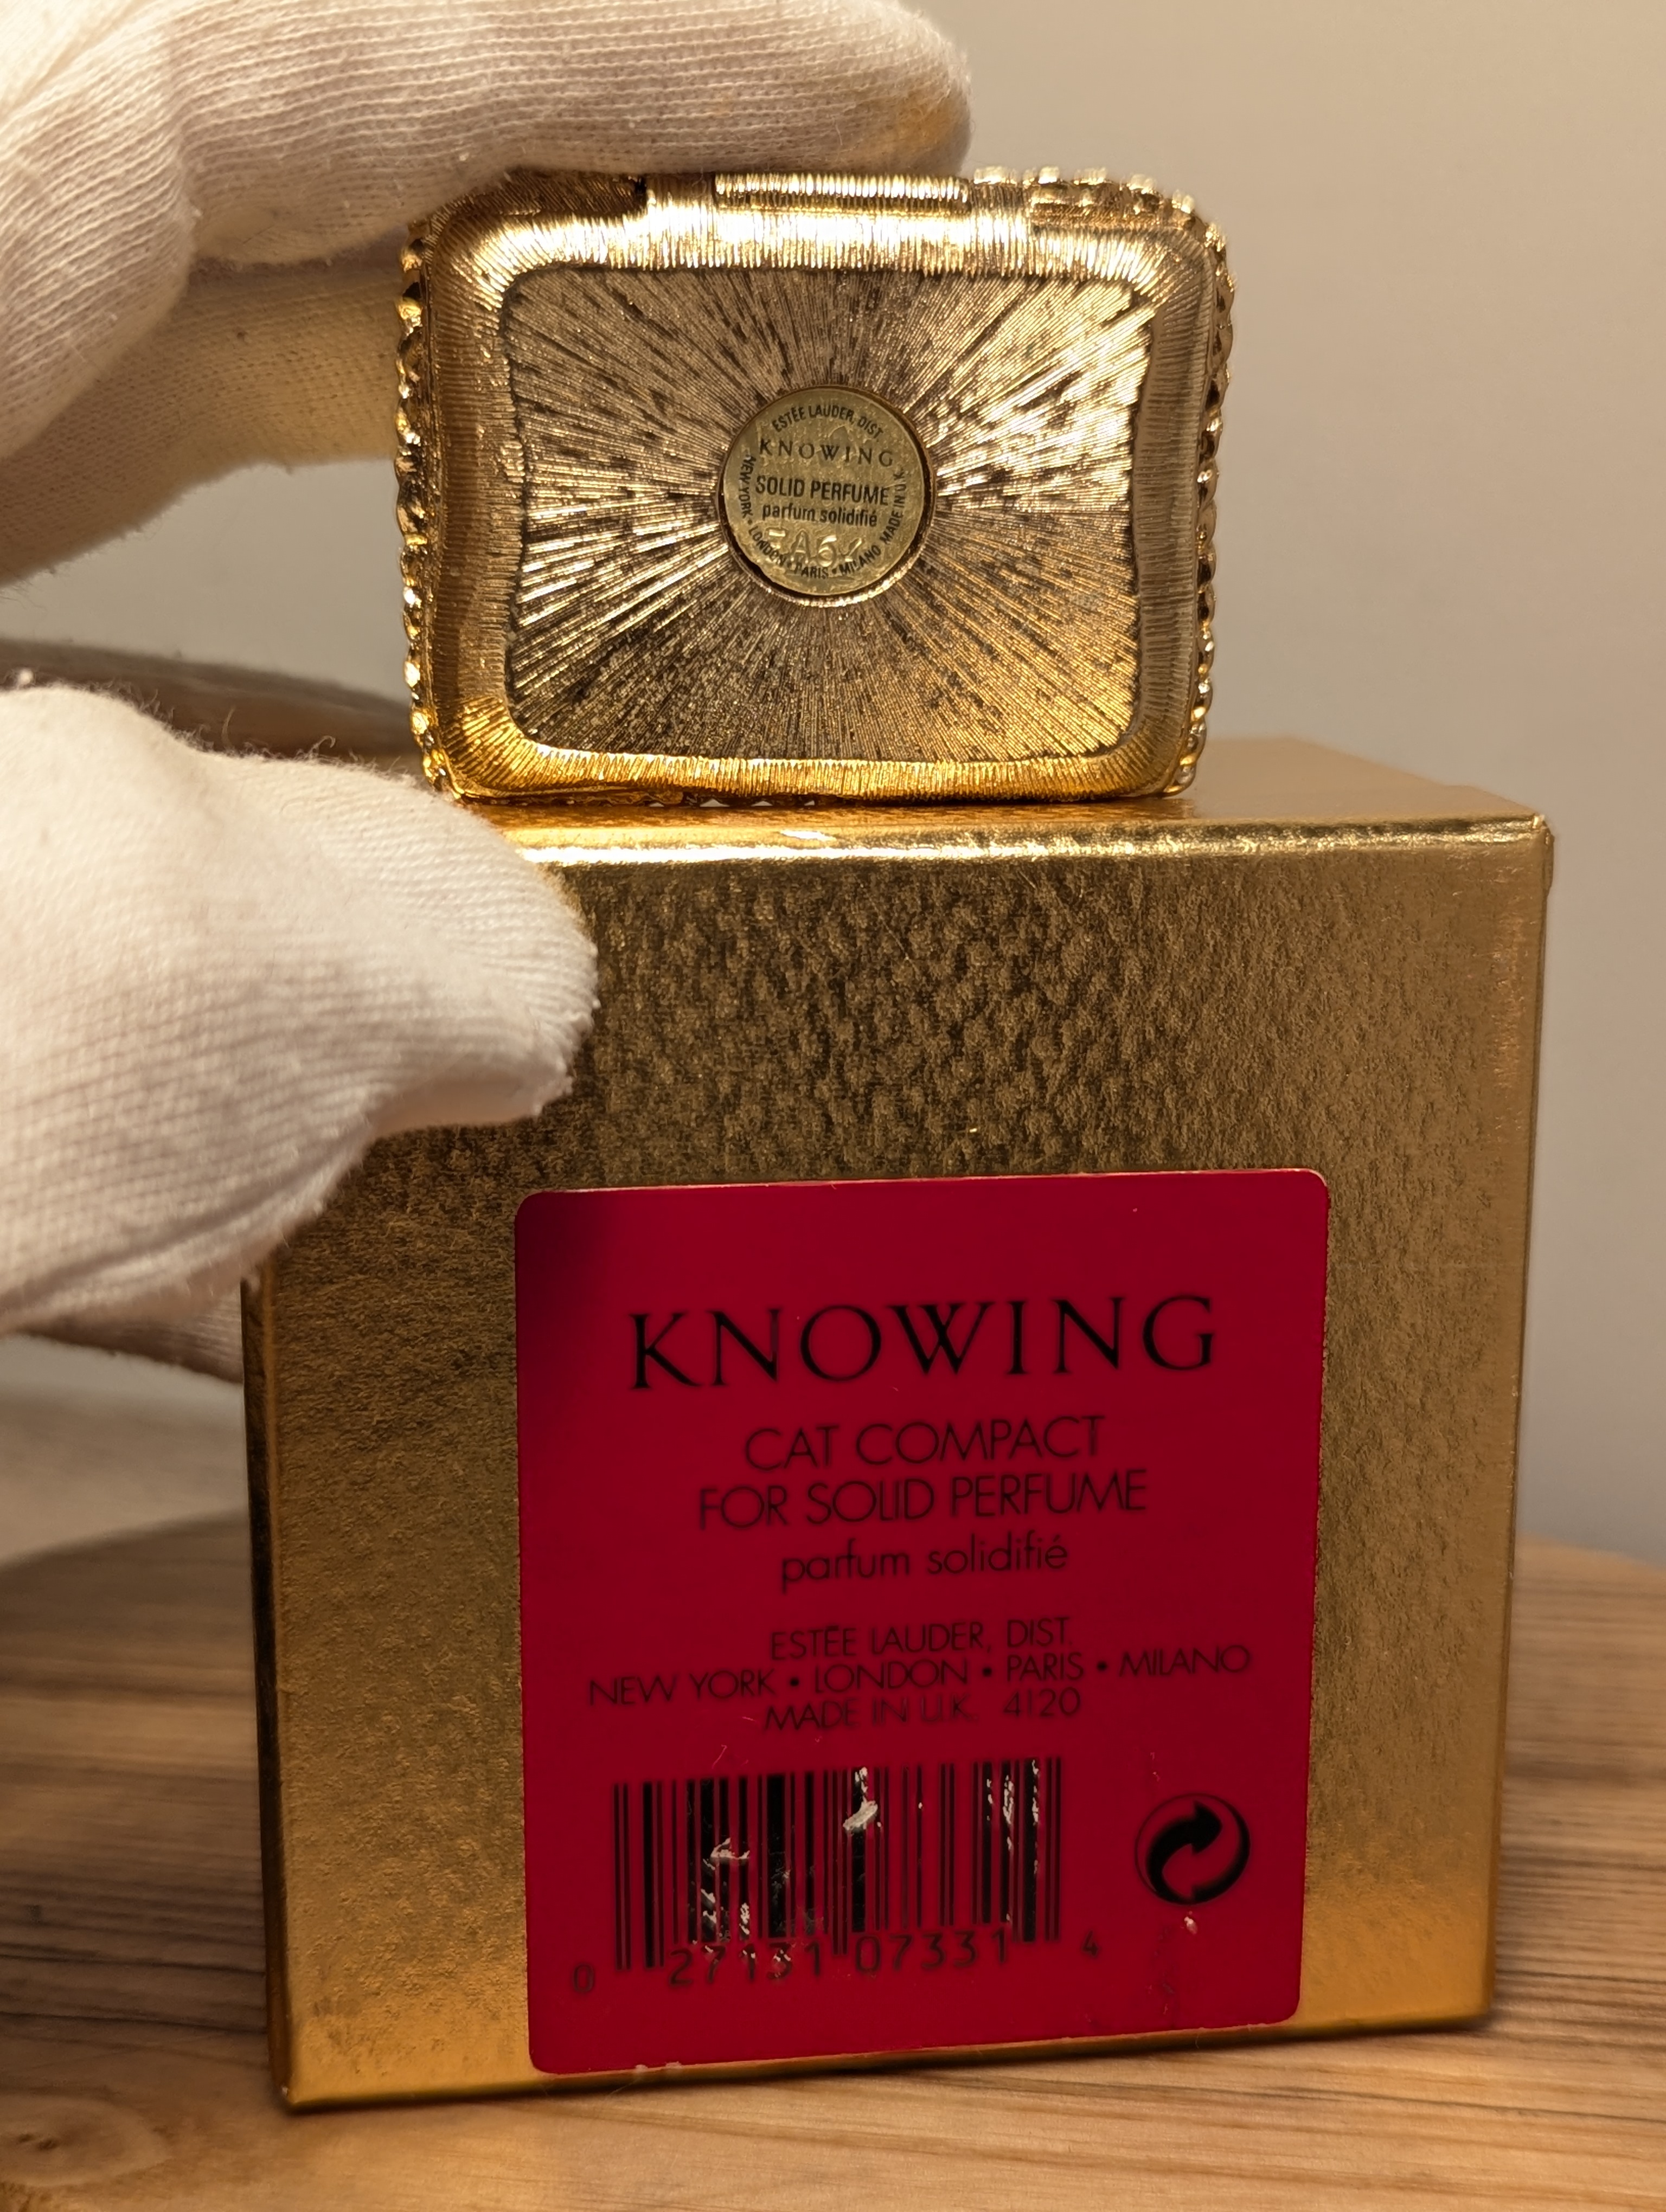 ESTÉE LAUDER, DIST.
KNOWING
SOLID PERFUME
parfum solidifié
NEW YORK • LONDON • PARIS • MILANO MADE IN U.K.
KNOWING
CAT COMPACT
FOR SOLID PERFUME
parfum solidifié
ESTÉE LAUDER, DIST.
NEW YORK • LONDON • PARIS • MILANO
MADE IN U.K. 4120
0 27131 07331 4